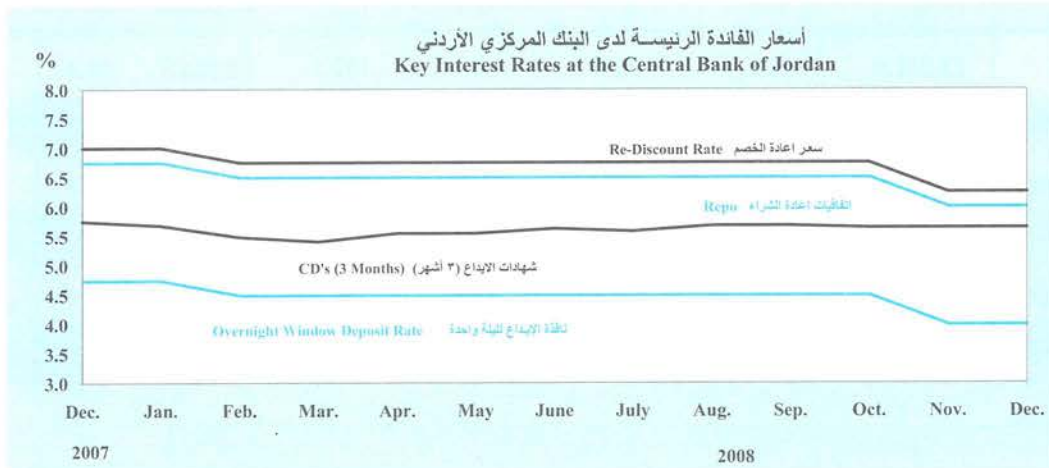 أسعار الفائدة الرئيســة لدى البنك المركزي الأردني
Key Interest Rates at the Central Bank of Jordan
%
8.0
7.5
7.0
6.5
6.0
5.5
5.0
4.5
4.0
3.5
3.0
Re-Discount Rate سعر اعادة الخصم
Repo اتفاقيات اعادة الشراء
CD's (3 Months) شهادات الايداع (٣ أشهر)
Overnight Window Deposit Rate نافذة الايداع لليلة واحدة
Dec. Jan. Feb. Mar. Apr. May June July Aug. Sep. Oct. Nov. Dec.
2007 2008